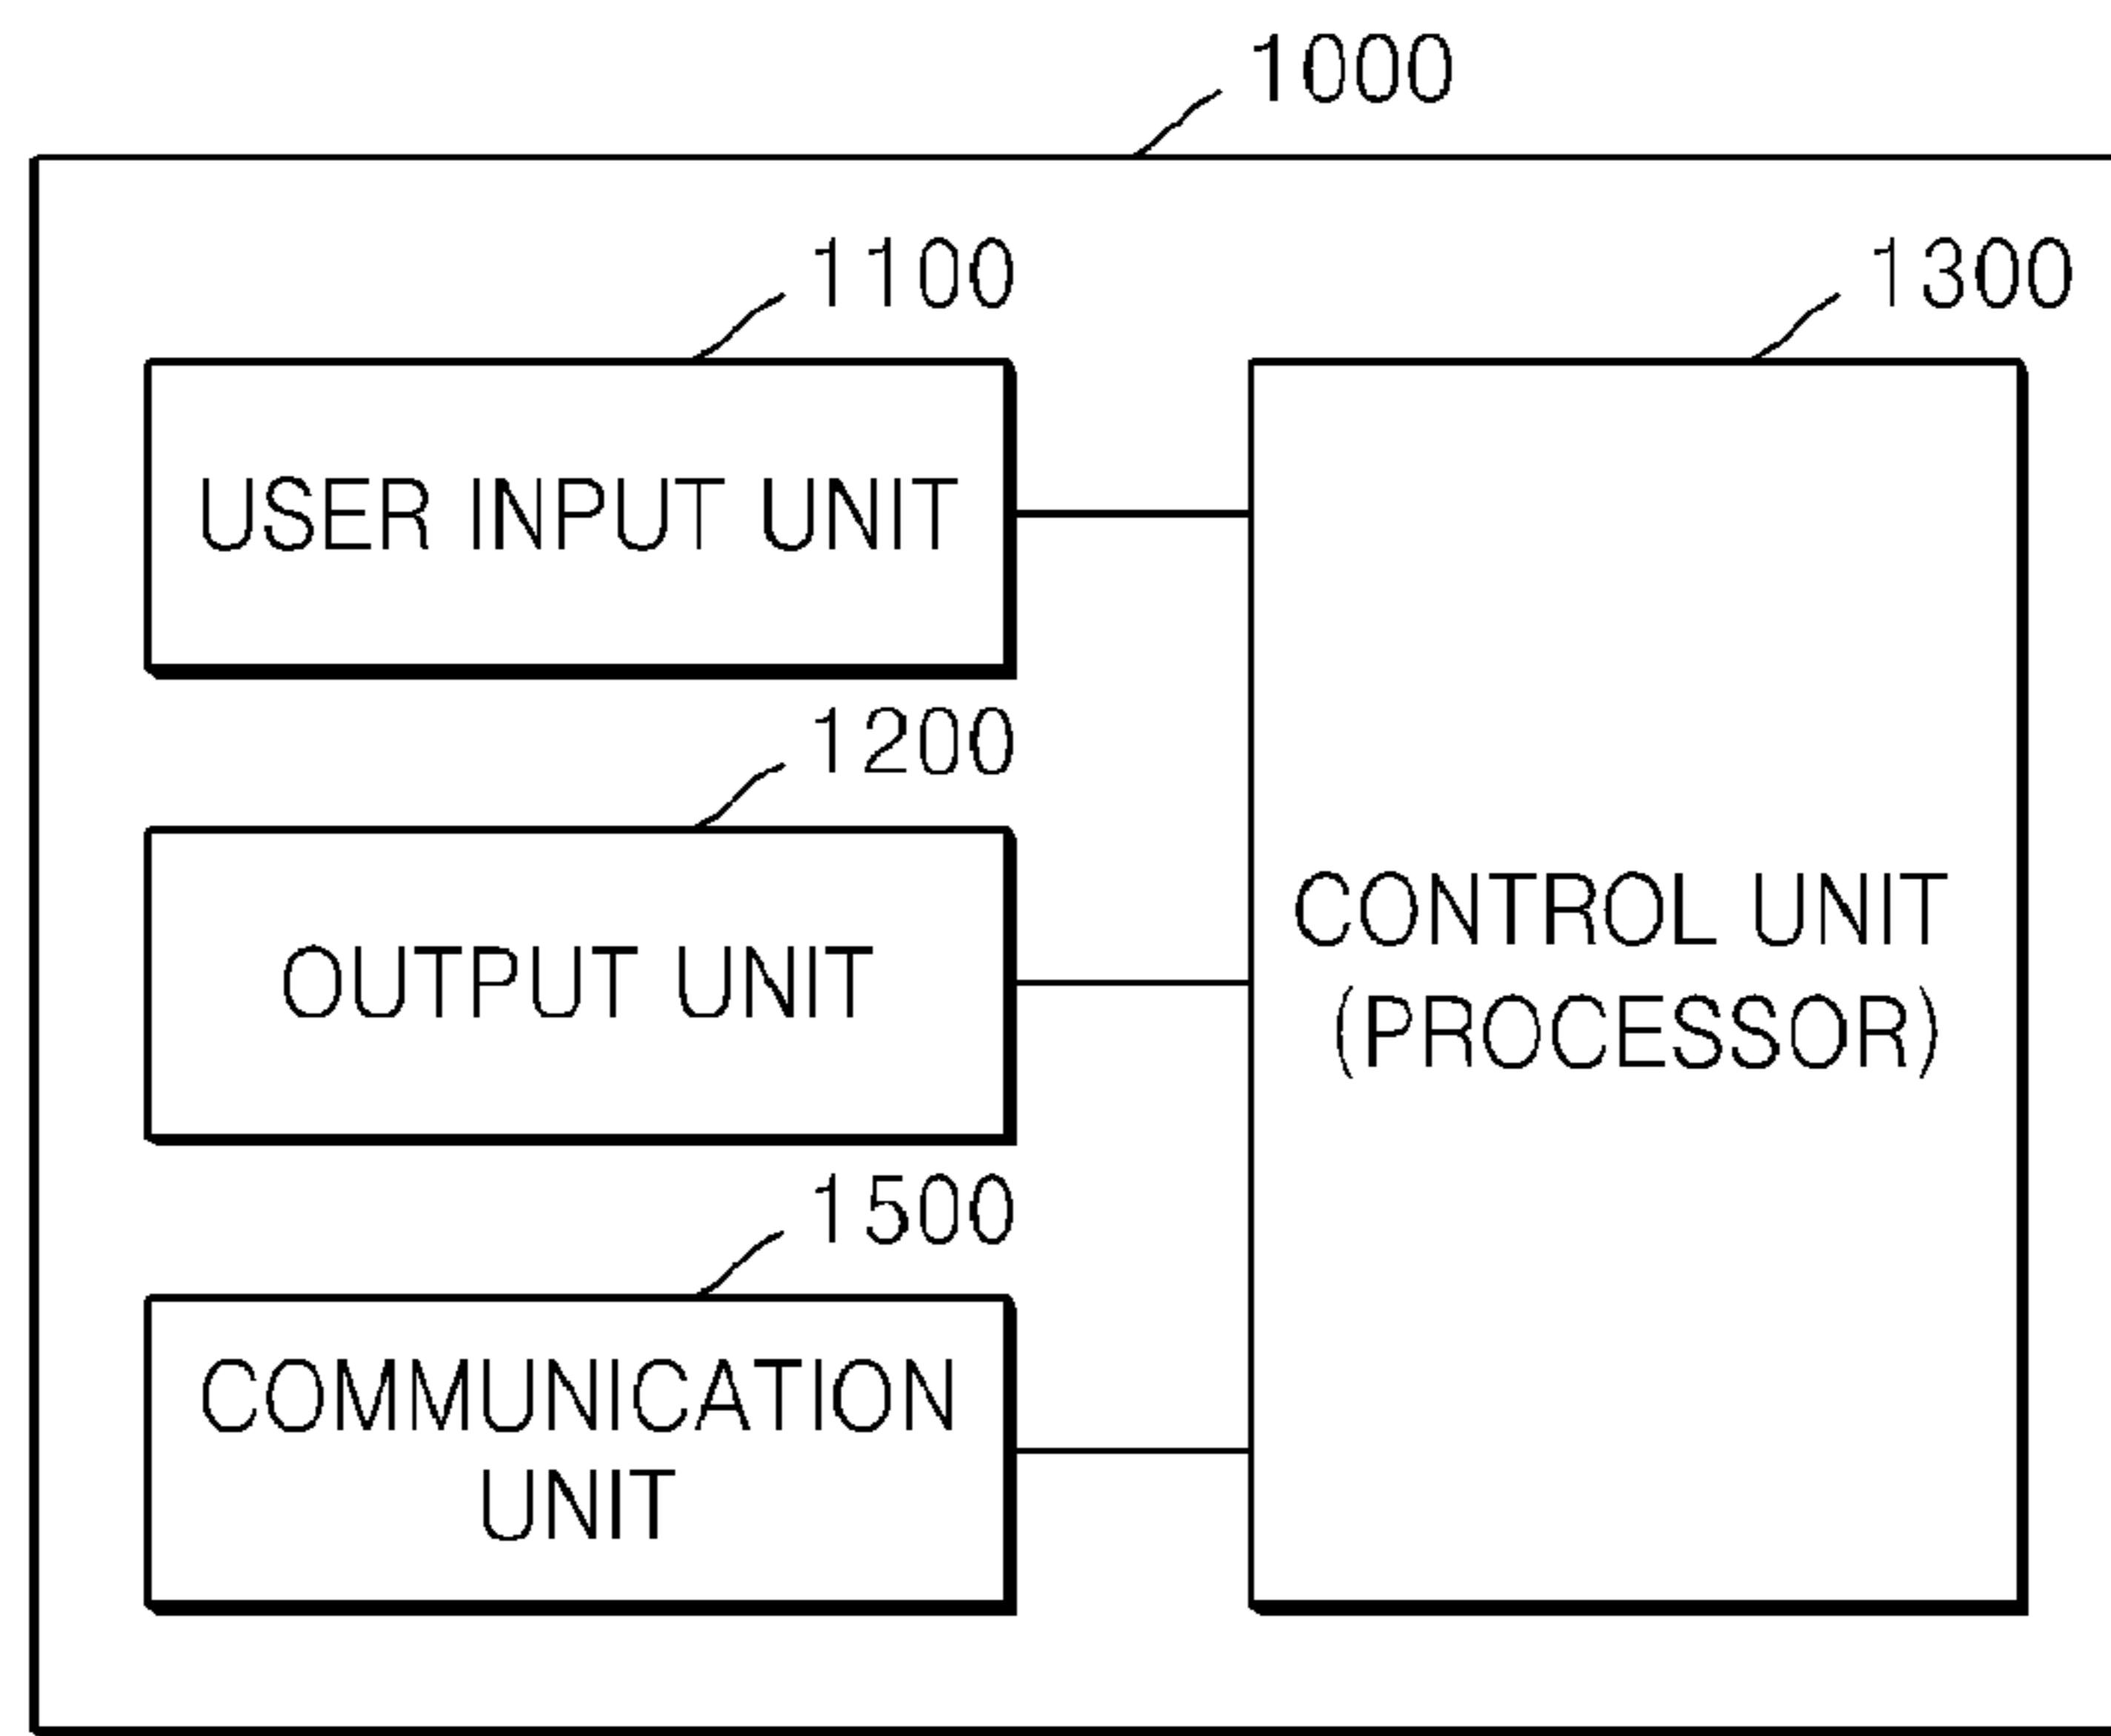 1000
1100
1300
USER INPUT UNIT
1200
OUTPUT UNIT
CONTROL UNIT
(PROCESSOR)
1500
COMMUNICATION
UNIT